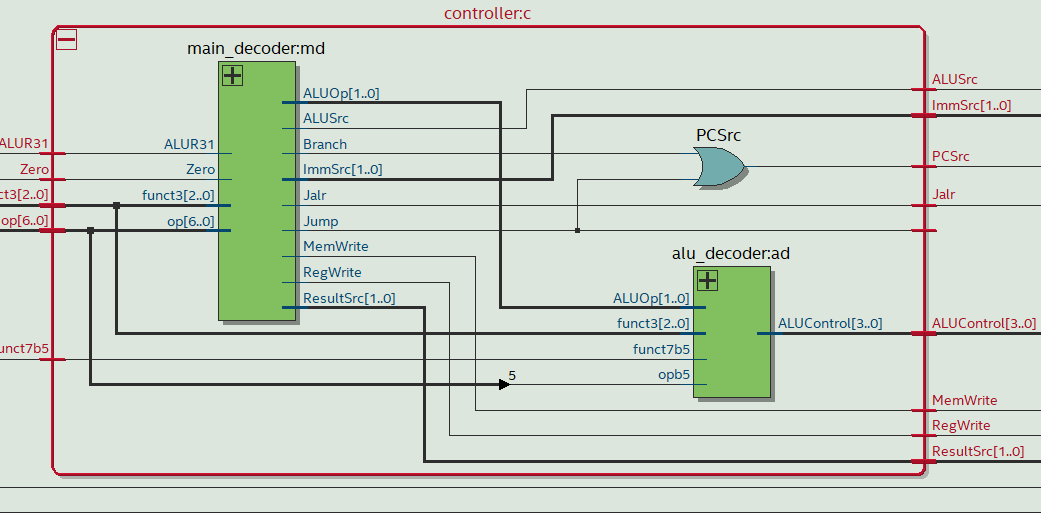 controller:c
main_decoder:md
ALUR31
Zero
ct3[2..0]
op[6..0]
unct7b5
ALUR31
Zero
funct3[2..0]
op[6..0]
ALUOp[1..0]
ALUSrc
Branch
ImmSrc[1..0]
Jalr
Jump
MemWrite
RegWrite
ResultSrc[1..0]
PCSrc
alu_decoder:ad
ALUOp[1..0]
funct3[2..0]
funct7b5
opb5
5
ALUControl[3..0]
ALUSrc
ImmSrc[1..0]
PCSrc
Jalr
ALUControl[3..0]
MemWrite
RegWrite
ResultSrc[1..0]